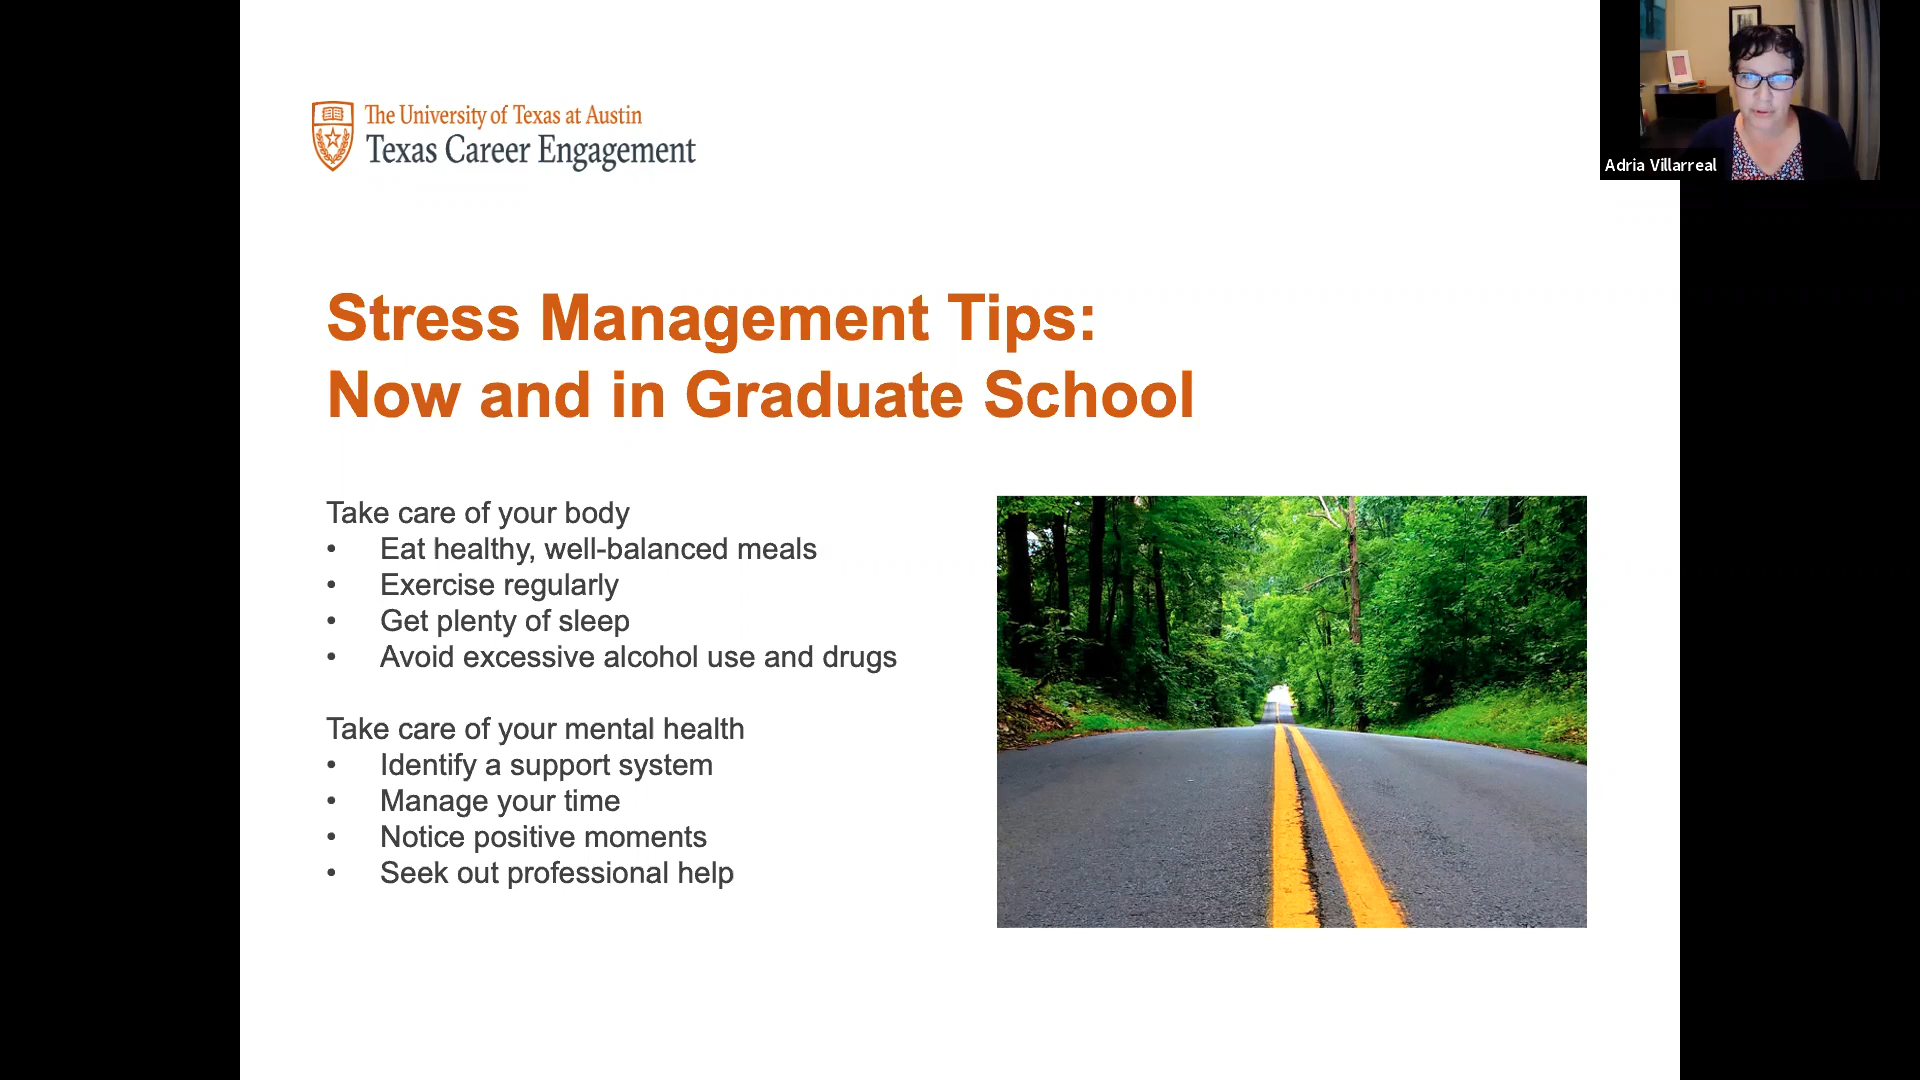 The University of Texas at Austin
Texas Career Engagement
Adria Villarreal
Stress Management Tips:
Now and in Graduate School
Take care of your body
• Eat healthy, well-balanced meals
• Exercise regularly
• Get plenty of sleep
• Avoid excessive alcohol use and drugs
Take care of your mental health
• Identify a support system
• Manage your time
• Notice positive moments
• Seek out professional help